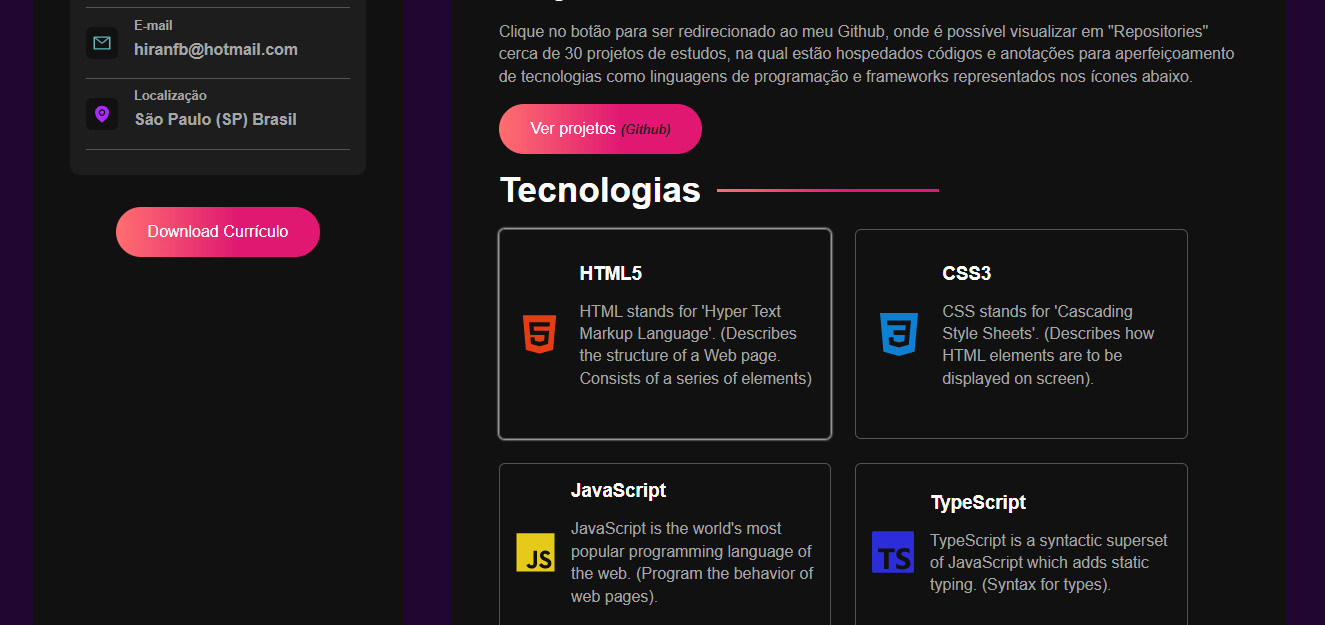 E-mail
hiranfb@hotmail.com
Localização
São Paulo (SP) Brasil
Download Currículo
Clique no botão para ser redirecionado ao meu Github, onde é possível visualizar em "Repositories"
cerca de 30 projetos de estudos, na qual estão hospedados códigos e anotações para aperfeiçoamento
de tecnologias como linguagens de programação e frameworks representados nos ícones abaixo.
Ver projetos (Github)
Tecnologias
HTML5
5
HTML stands for 'Hyper Text
Markup Language'. (Describes
the structure of a Web page.
Consists of a series of elements)
CSS3
3
CSS stands for 'Cascading
Style Sheets'. (Describes how
HTML elements are to be
displayed on screen).
JavaScript
JS
JavaScript is the world's most
popular programming language of
the web. (Program the behavior of
web pages).
TypeScript
TS
TypeScript is a syntactic superset
of JavaScript which adds static
typing. (Syntax for types).